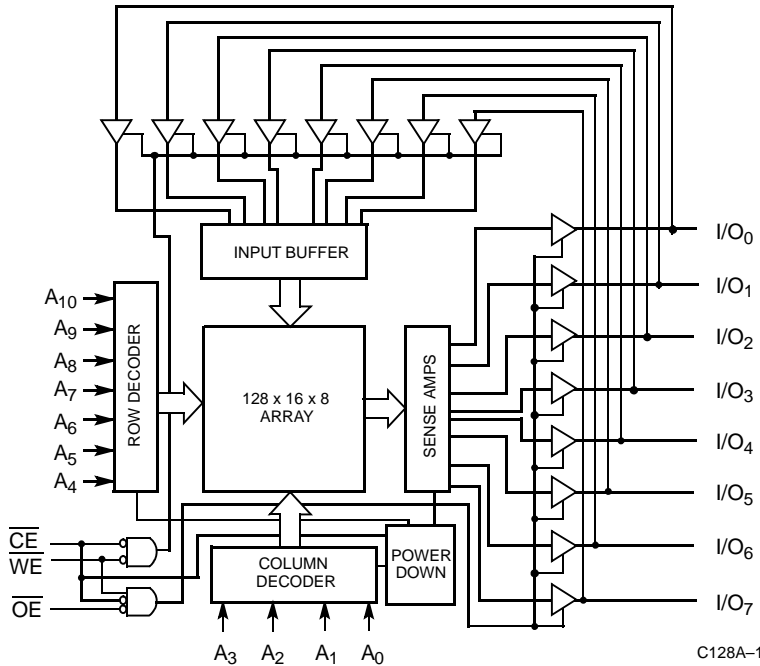 INPUT BUFFER
I/O0
I/O1
I/O2
I/O3
I/O4
I/O5
I/O6
I/O7
A10
A9
A8
A7
A6
A5
A4
ROW DECODER
128 x 16 x 8
ARRAY
SENSE AMPS
CE
WE
OE
COLUMN
DECODER
POWER
DOWN
A3
A2
A1
A0
C128A–1